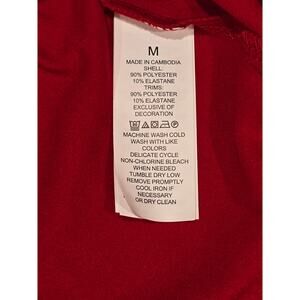 M
MADE IN CAMBODIA
SHELL:
90% POLYESTER
10% ELASTANE
TRIMS:
90% POLYESTER
10% ELASTANE
EXCLUSIVE OF
DECORATION
MACHINE WASH COLD
WASH WITH LIKE
COLORS
DELICATE CYCLE
NON-CHLORINE BLEACH
WHEN NEEDED
TUMBLE DRY LOW
REMOVE PROMPTLY
COOL IRON IF
NECESSARY
OR DRY CLEAN